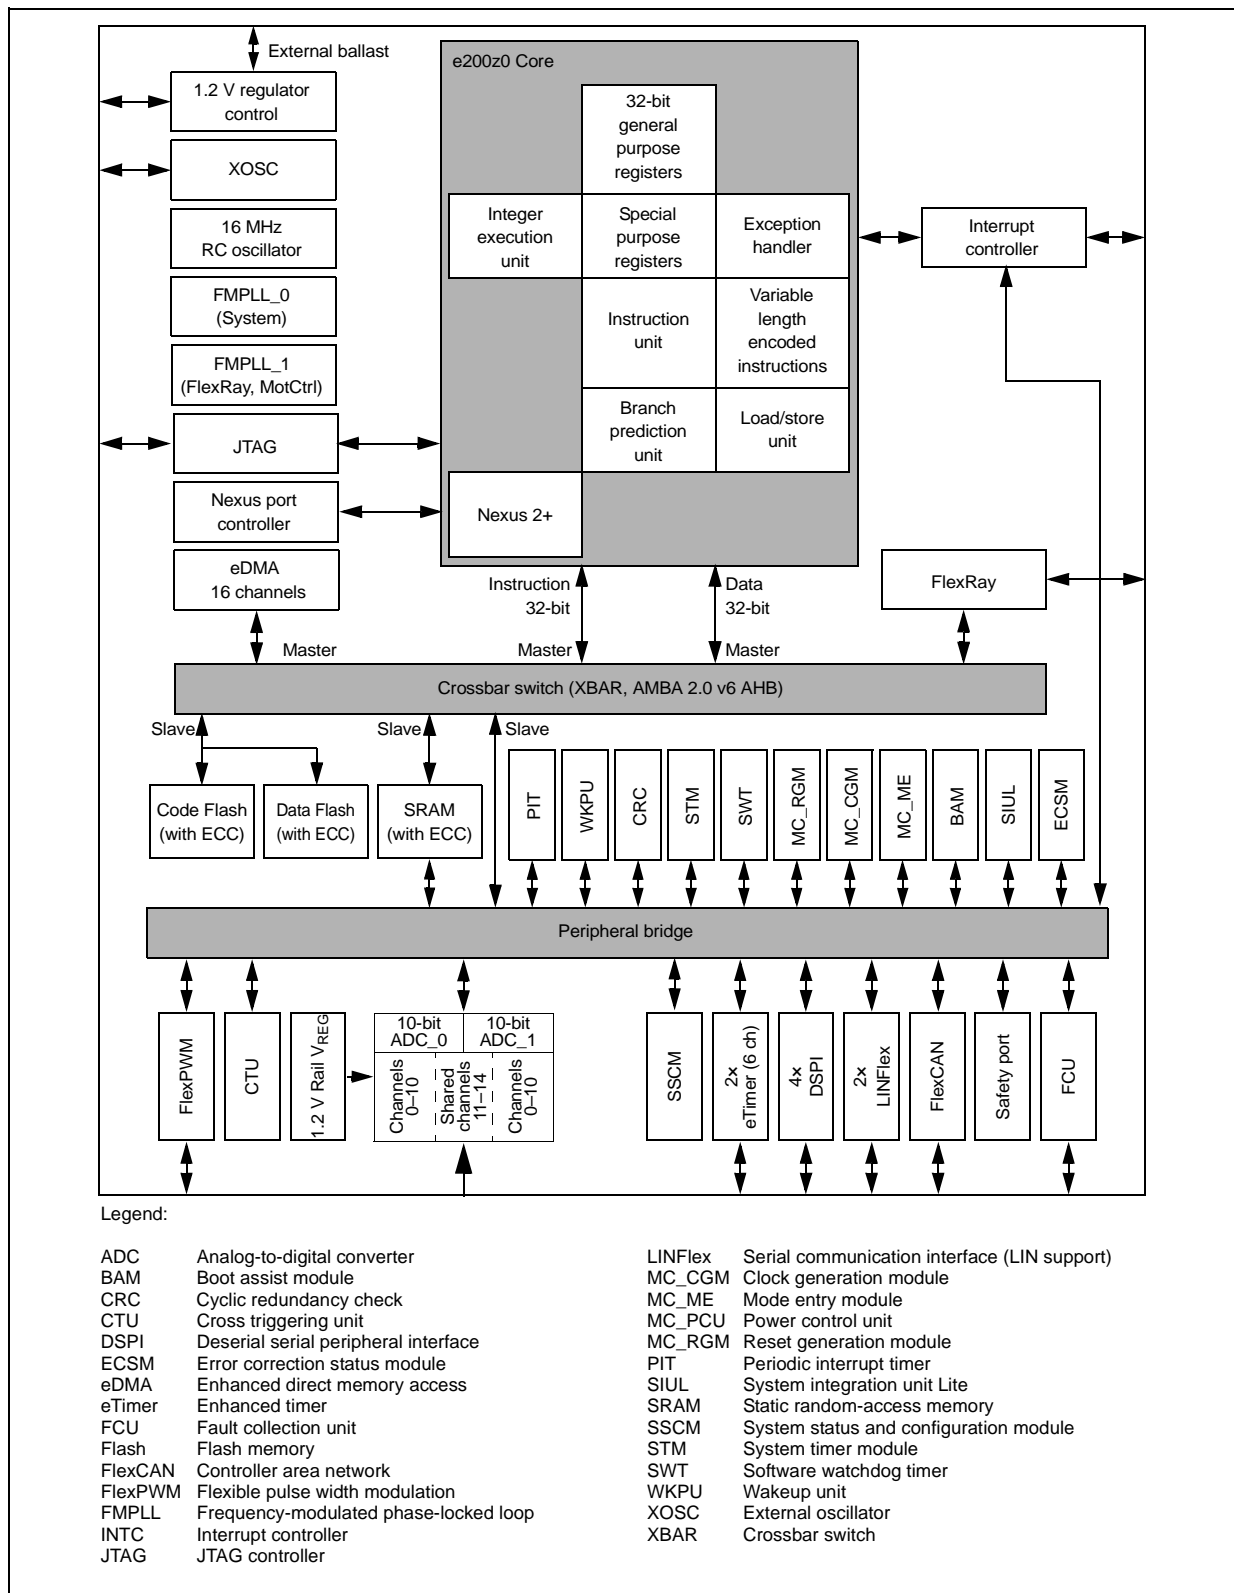 External ballast
1.2 V regulator
control
XOSC
16 MHz
RC oscillator
FMPLL_0
(System)
FMPLL_1
(FlexRay, MotCtrl)
JTAG
Nexus port
controller
eDMA
16 channels
e200z0 Core
32-bit
general
purpose
registers
Integer
execution
unit
Special
purpose
registers
Exception
handler
Instruction
unit
Variable
length
encoded
instructions
Branch
prediction
unit
Load/store
unit
Nexus 2+
Interrupt
controller
FlexRay
Instruction
32-bit
Data
32-bit
Master
Master
Master
Crossbar switch (XBAR, AMBA 2.0 v6 AHB)
Slave
Slave
Slave
Code Flash
(with ECC)
Data Flash
(with ECC)
SRAM
(with ECC)
PIT
WKPU
CRC
STM
SWT
MC_RGM
MC_CGM
MC_ME
BAM
SIUL
ECSM
Peripheral bridge
FlexPWM
CTU
1.2 V Rail VREG
10-bit
ADC_0
10-bit
ADC_1
Channels
0–10
Shared
channels
11–14
Channels
0–10
SSCM
2×
eTimer (6 ch)
4×
DSPI
2×
LINFlex
FlexCAN
Safety port
FCU
Legend:
ADC Analog-to-digital converter
BAM Boot assist module
CRC Cyclic redundancy check
CTU Cross triggering unit
DSPI Deserial serial peripheral interface
ECSM Error correction status module
eDMA Enhanced direct memory access
eTimer Enhanced timer
FCU Fault collection unit
Flash Flash memory
FlexCAN Controller area network
FlexPWM Flexible pulse width modulation
FMPLL Frequency-modulated phase-locked loop
INTC Interrupt controller
JTAG JTAG controller
LINFlex Serial communication interface (LIN support)
MC_CGM Clock generation module
MC_ME Mode entry module
MC_PCU Power control unit
MC_RGM Reset generation module
PIT Periodic interrupt timer
SIUL System integration unit Lite
SRAM Static random-access memory
SSCM System status and configuration module
STM System timer module
SWT Software watchdog timer
WKPU Wakeup unit
XOSC External oscillator
XBAR Crossbar switch